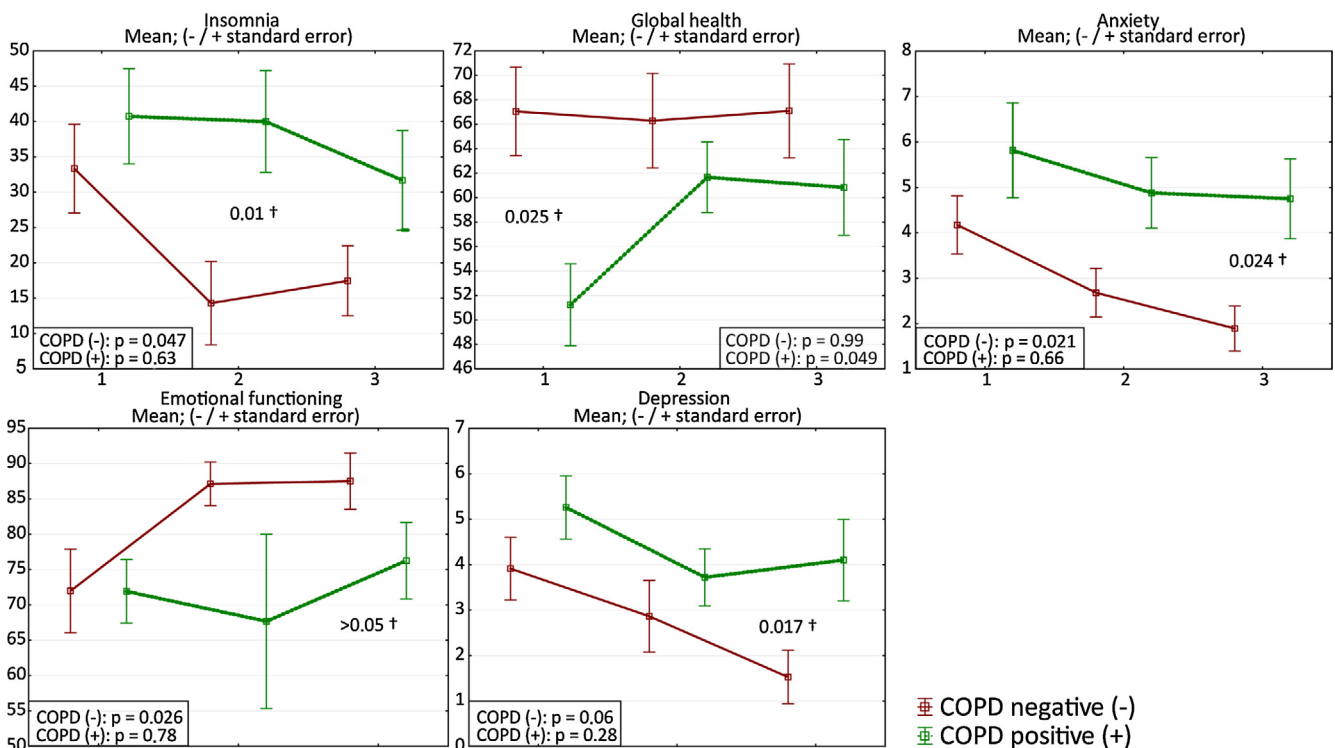 Insomnia
Mean; (- / + standard error)
50
45
40
35
30
25
20
15
10
5
0.01 †
COPD (-): p = 0.047
COPD (+): p = 0.63
1 2 3
Global health
Mean; (- / + standard error)
72
70
68
66
64
62
60
58
56
54
52
50
48
46
0.025 †
COPD (-): p = 0.99
COPD (+): p = 0.049
1 2 3
Anxiety
Mean; (- / + standard error)
8
7
6
5
4
3
2
1
0.024 †
COPD (-): p = 0.021
COPD (+): p = 0.66
1 2 3
Emotional functioning
Mean; (- / + standard error)
95
90
85
80
75
70
65
60
55
50
>0.05 †
COPD (-): p = 0.026
COPD (+): p = 0.78
Depression
Mean; (- / + standard error)
7
6
5
4
3
2
1
0
0.017 †
COPD (-): p = 0.06
COPD (+): p = 0.28
COPD negative (-)
COPD positive (+)